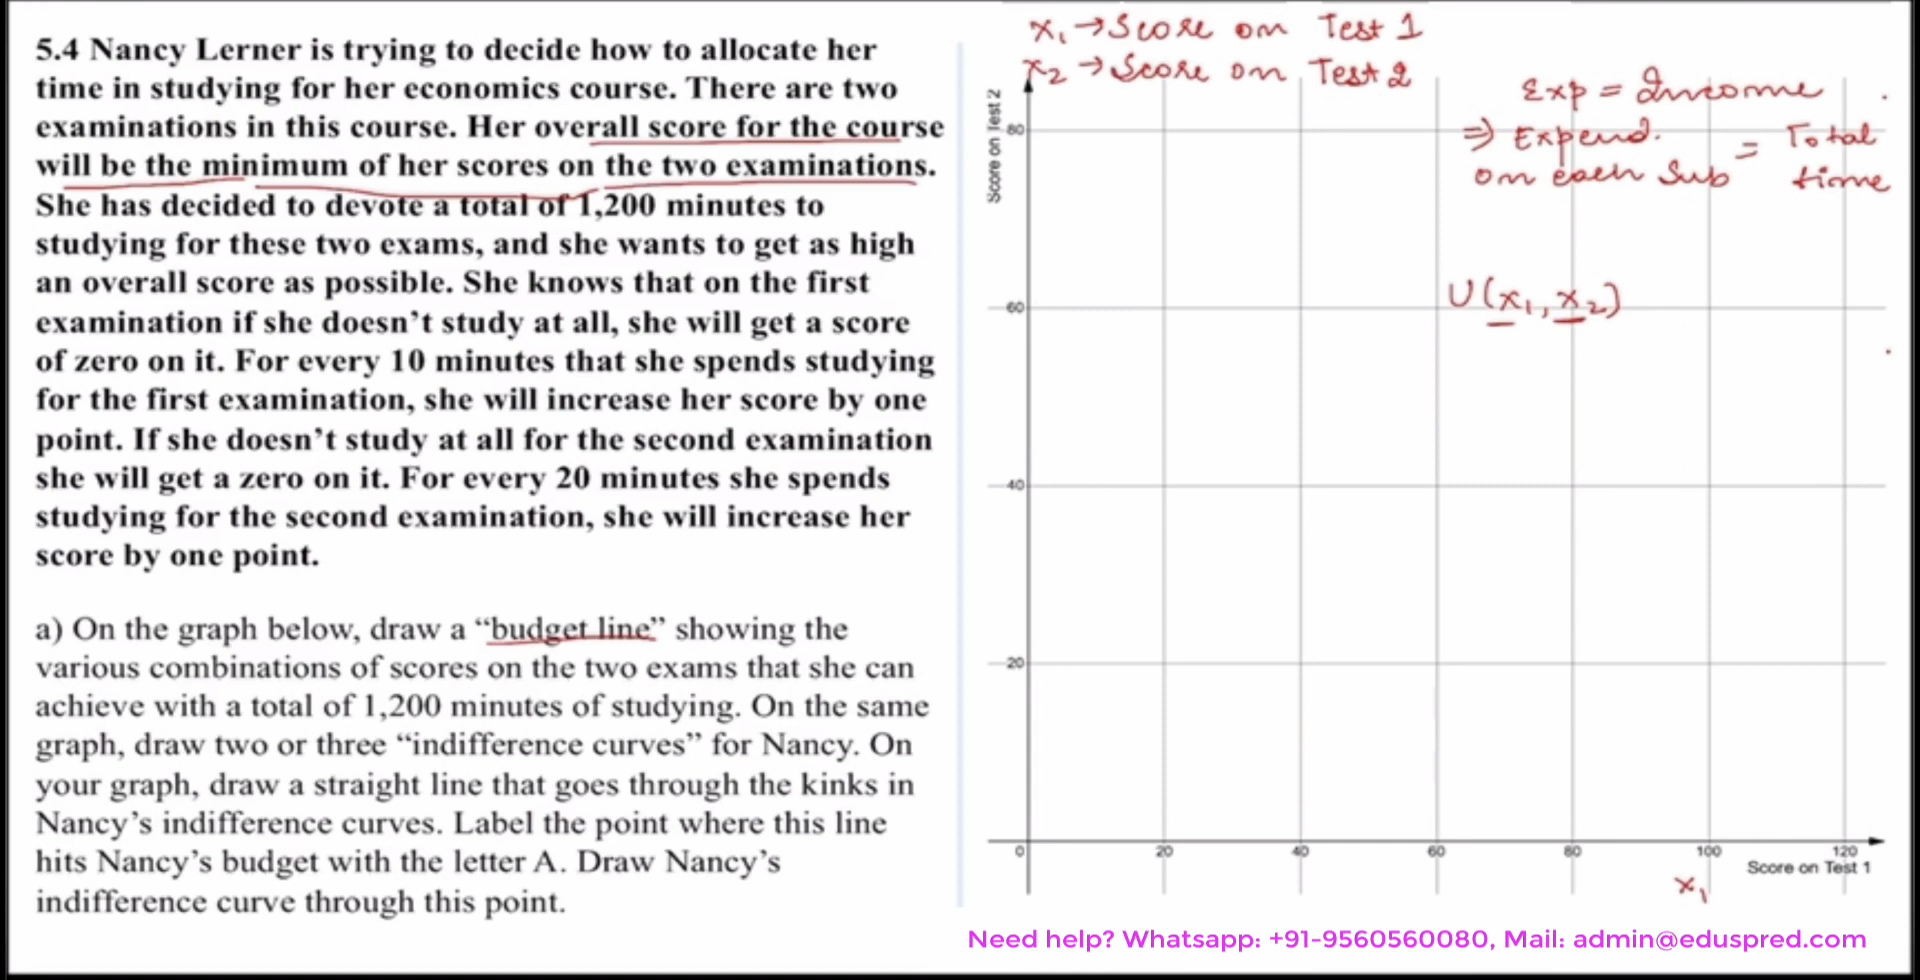 5.4 Nancy Lerner is trying to decide how to allocate her
time in studying for her economics course. There are two
examinations in this course. Her overall score for the course
will be the minimum of her scores on the two examinations.
She has decided to devote a total of 1,200 minutes to
studying for these two exams, and she wants to get as high
an overall score as possible. She knows that on the first
examination if she doesn't study at all, she will get a score
of zero on it. For every 10 minutes that she spends studying
for the first examination, she will increase her score by one
point. If she doesn't study at all for the second examination
she will get a zero on it. For every 20 minutes she spends
studying for the second examination, she will increase her
score by one point.
a) On the graph below, draw a “budget line” showing the
various combinations of scores on the two exams that she can
achieve with a total of 1,200 minutes of studying. On the same
graph, draw two or three “indifference curves” for Nancy. On
your graph, draw a straight line that goes through the kinks in
Nancy's indifference curves. Label the point where this line
hits Nancy's budget with the letter A. Draw Nancy's
indifference curve through this point.
x₁ → Score on Test 1
x₂ → Score on Test 2
Exp = Income
⇒ Expend. = Total
on each Sub time
U(x₁, x₂)
Score on Test 2
80
60
40
20
0 20 40 60 80 100 120
Score on Test 1
x₁
Need help? Whatsapp: +91-9560560080, Mail: admin@eduspred.com